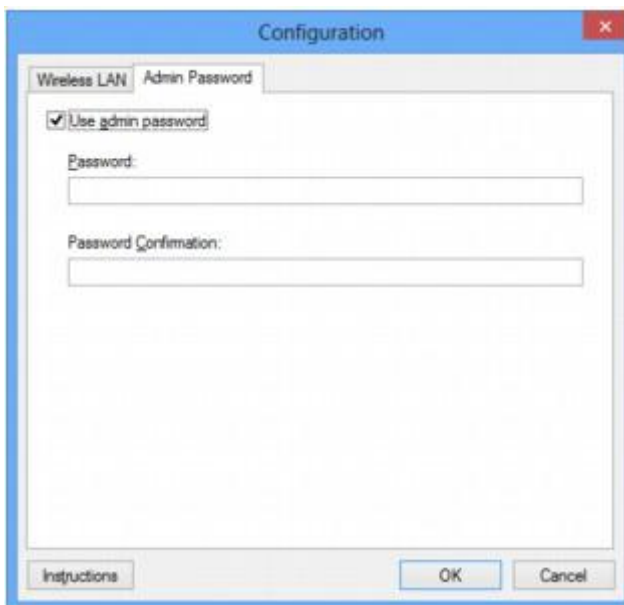 Configuration
Wireless LAN Admin Password
Use admin password
Password:
Password Confirmation:
Instructions OK Cancel